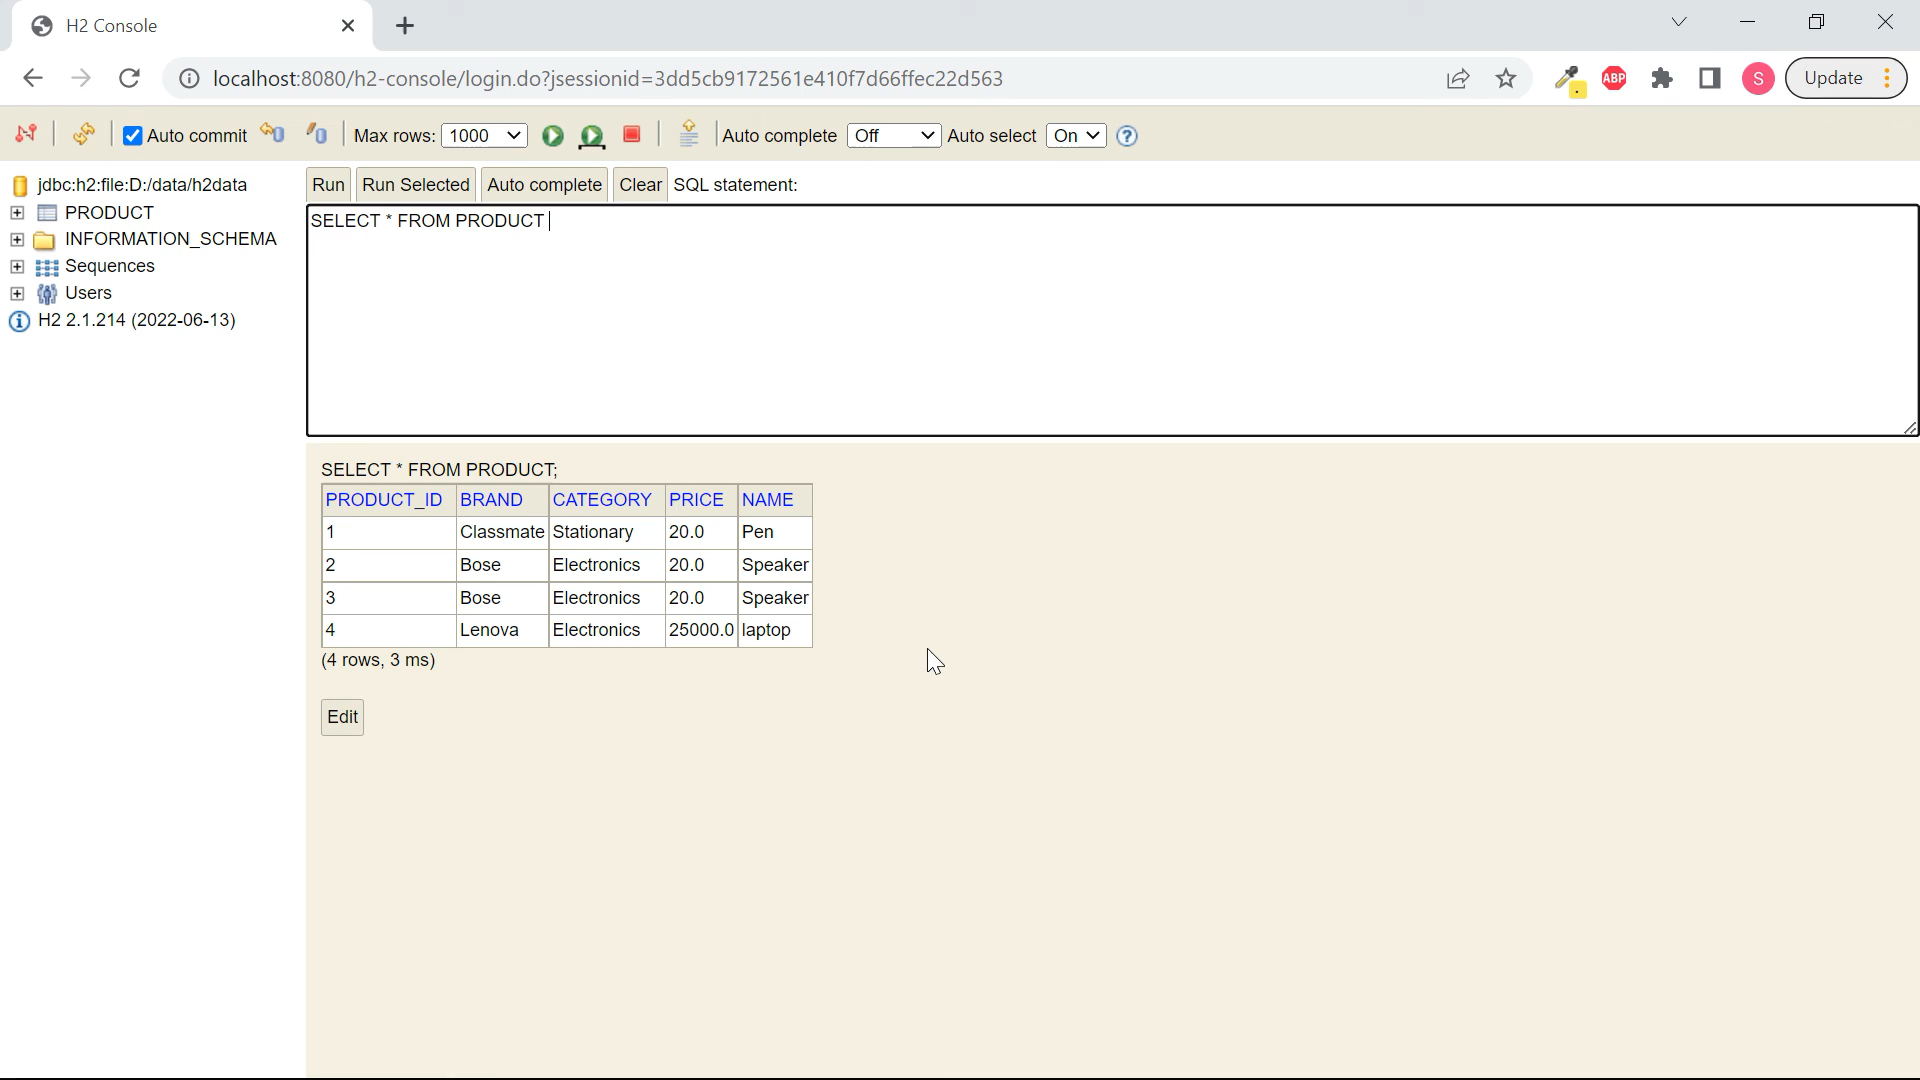 H2 Console
localhost:8080/h2-console/login.do?jsessionid=3dd5cb9172561e410f7d66ffec22d563
ABP
S
Update
Auto commit
Max rows: 1000
Auto complete Off
Auto select On
jdbc:h2:file:D:/data/h2data
PRODUCT
INFORMATION_SCHEMA
Sequences
Users
H2 2.1.214 (2022-06-13)
Run Run Selected Auto complete Clear SQL statement:
SELECT * FROM PRODUCT
SELECT * FROM PRODUCT;
PRODUCT_ID BRAND CATEGORY PRICE NAME
1 Classmate Stationary 20.0 Pen
2 Bose Electronics 20.0 Speaker
3 Bose Electronics 20.0 Speaker
4 Lenova Electronics 25000.0 laptop
(4 rows, 3 ms)
Edit